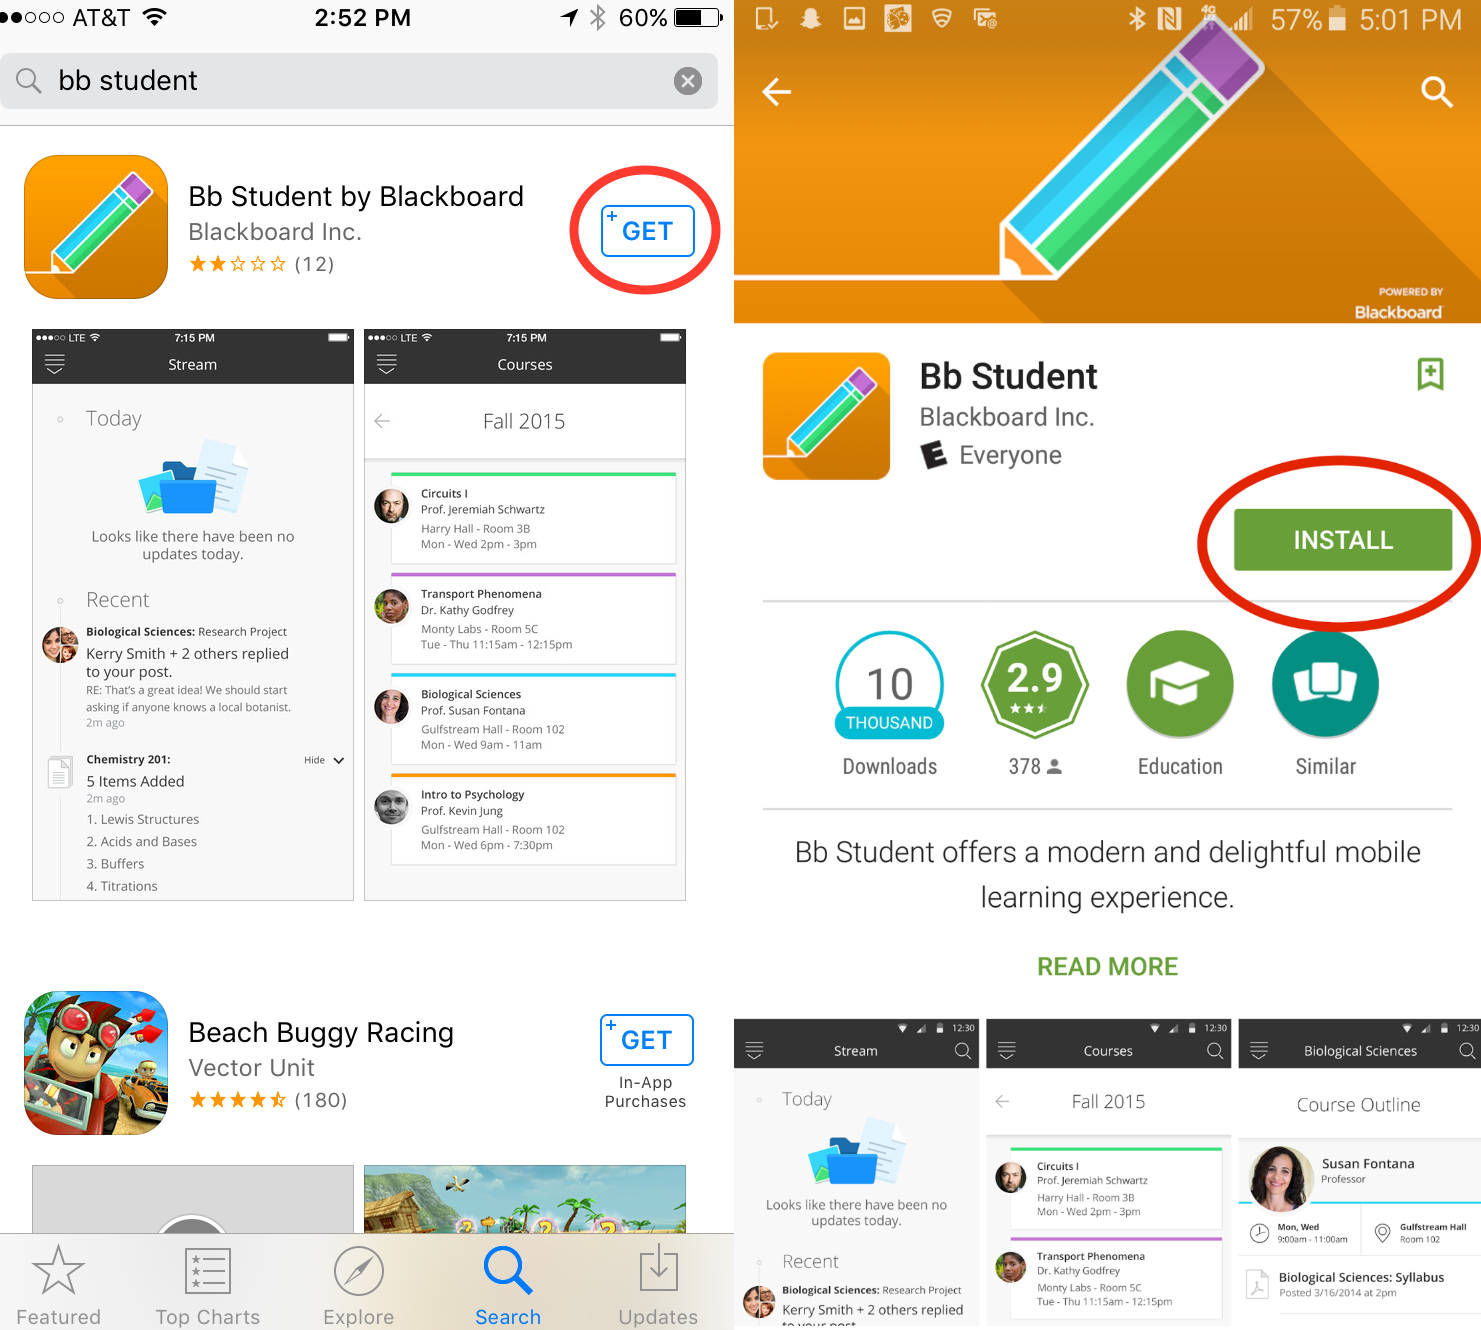 AT&T 2:52 PM 60%
bb student
Bb Student by Blackboard
Blackboard Inc.
(12)
+ GET
LTE 7:15 PM
Stream
Today
Looks like there have been no
updates today.
Recent
Biological Sciences: Research Project
Kerry Smith + 2 others replied
to your post.
RE: That's a great idea! We should start
asking if anyone knows a local botanist.
2m ago
Chemistry 201: Hide
5 Items Added
2m ago
1. Lewis Structures
2. Acids and Bases
3. Buffers
4. Titrations
LTE 7:15 PM
Courses
Fall 2015
Circuits I
Prof. Jeremiah Schwartz
Harry Hall - Room 3B
Mon - Wed 2pm - 3pm
Transport Phenomena
Dr. Kathy Godfrey
Monty Labs - Room 5C
Tue - Thu 11:15am - 12:15pm
Biological Sciences
Prof. Susan Fontana
Gulfstream Hall - Room 102
Mon - Wed 9am - 11am
Intro to Psychology
Prof. Kevin Jung
Gulfstream Hall - Room 102
Mon - Wed 6pm - 7:30pm
Beach Buggy Racing
Vector Unit
(180)
+ GET
In-App
Purchases
Featured Top Charts Explore Search Updates
4G 57% 5:01 PM
POWERED BY
Blackboard
Bb Student
Blackboard Inc.
E Everyone
INSTALL
10
THOUSAND
Downloads
2.9
378
Education
Similar
Bb Student offers a modern and delightful mobile
learning experience.
READ MORE
12:30
Stream
Today
Looks like there have been no
updates today.
Recent
Biological Sciences: Research Project
Kerry Smith + 2 others replied
to your post.
12:30
Courses
Fall 2015
Circuits I
Prof. Jeremiah Schwartz
Harry Hall - Room 3B
Mon - Wed 2pm - 3pm
Transport Phenomena
Dr. Kathy Godfrey
Monty Labs - Room 5C
Tue - Thu 11:15am - 12:15pm
12:30
Biological Sciences
Course Outline
Susan Fontana
Professor
Mon, Wed
9:00am - 11:00am
Gulfstream Hall
Room 102
Biological Sciences: Syllabus
Posted 3/16/2014 at 2pm